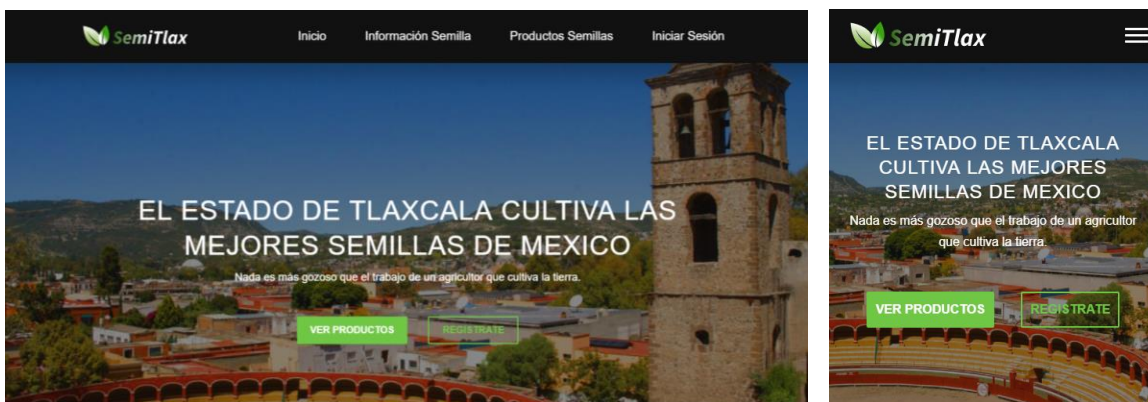 SemiTlax
Inicio
Información Semilla
Productos Semillas
Iniciar Sesión
EL ESTADO DE TLAXCALA CULTIVA LAS
MEJORES SEMILLAS DE MEXICO
Nada es más gozoso que el trabajo de un agricultor que cultiva la tierra.
VER PRODUCTOS
REGISTRATE
SemiTlax
EL ESTADO DE TLAXCALA
CULTIVA LAS MEJORES
SEMILLAS DE MEXICO
Nada es más gozoso que el trabajo de un agricultor
que cultiva la tierra.
VER PRODUCTOS
REGISTRATE